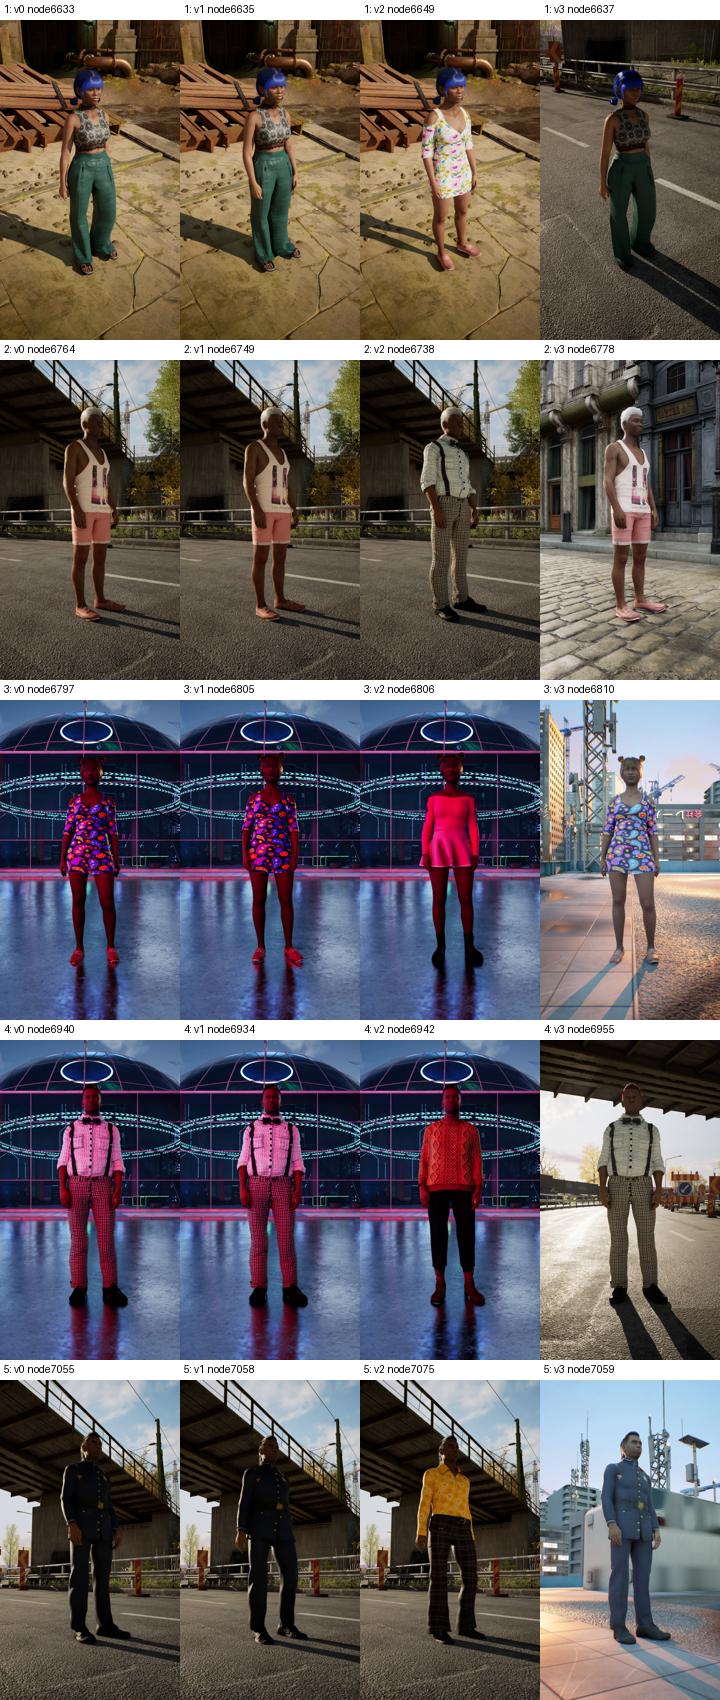 1: v0 node6633
1: v1 node6635
1: v2 node6649
1: v3 node6637
2: v0 node6764
2: v1 node6749
2: v2 node6738
2: v3 node6778
3: v0 node6797
3: v1 node6805
3: v2 node6806
3: v3 node6810
4: v0 node6940
4: v1 node6934
4: v2 node6942
4: v3 node6955
5: v0 node7055
5: v1 node7058
5: v2 node7075
5: v3 node7059